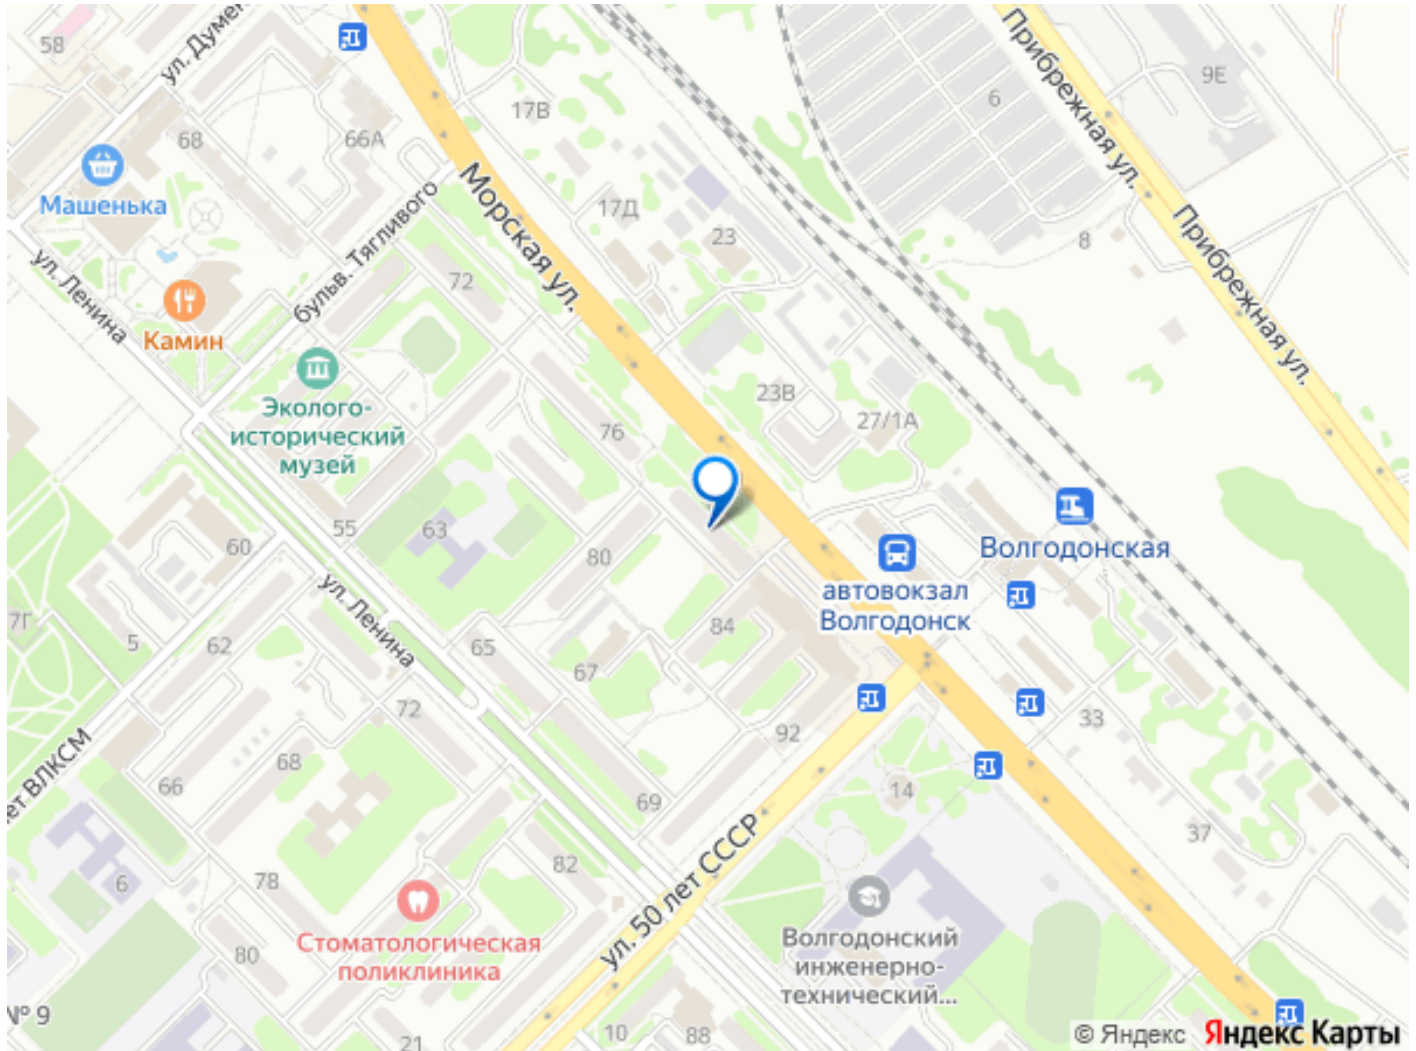 58
ул. Думен
17В
6
9Е
Прибрежная ул.
68
66А
Машенька
Морская ул.
17Д
23
8
Прибрежная ул.
ул. Ленина
бульв. Тягливого
72
Камин
Эколого-
исторический
музей
76
23В
27/1А
55
63
60
80
Волгодонская
автовокзал
Волгодонск
7Г
5
62
ул. Ленина
65
84
67
72
33
92
ет ВЛКСМ
66
68
69
14
37
ул. 50 лет СССР
82
6
78
80
Стоматологическая
поликлиника
Волгодонский
инженерно-
технический...
№ 9
21
10
88
© Яндекс Яндекс Карты